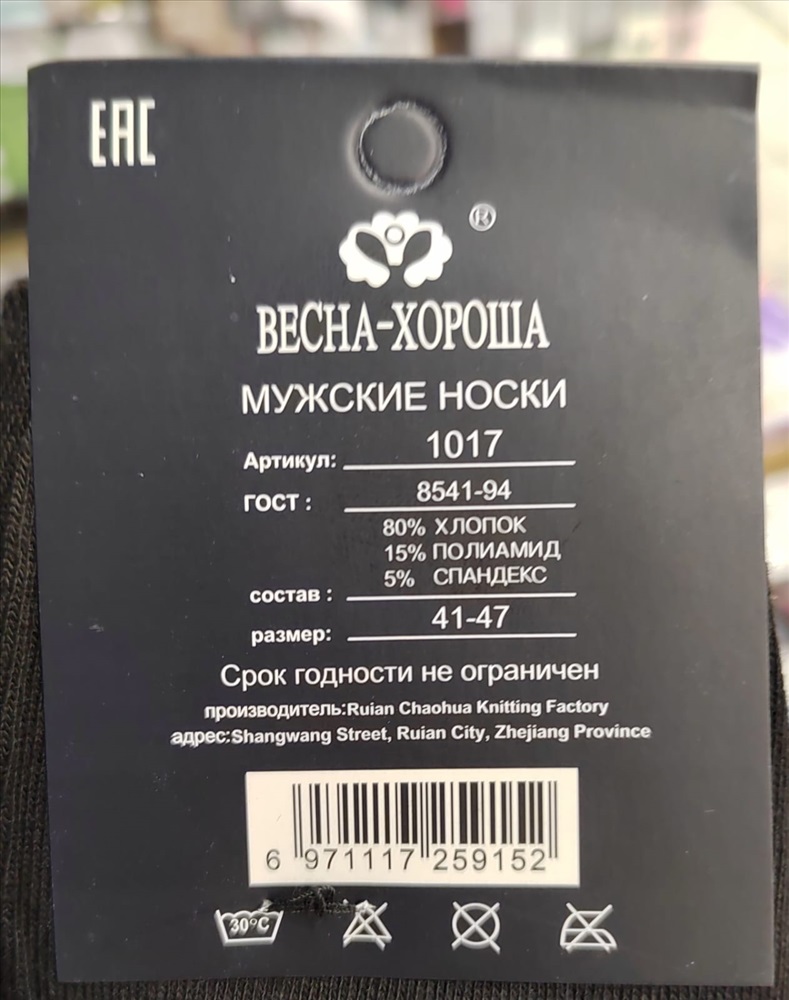 EAC
®
ВЕСНА-ХОРОША
МУЖСКИЕ НОСКИ
Артикул: 1017
ГОСТ : 8541-94
80% ХЛОПОК
15% ПОЛИАМИД
5% СПАНДЕКС
состав :
размер: 41-47
Срок годности не ограничен
производитель:Ruian Chaohua Knitting Factory
адрес:Shangwang Street, Ruian City, Zhejiang Province
6 971117 259152
30°C